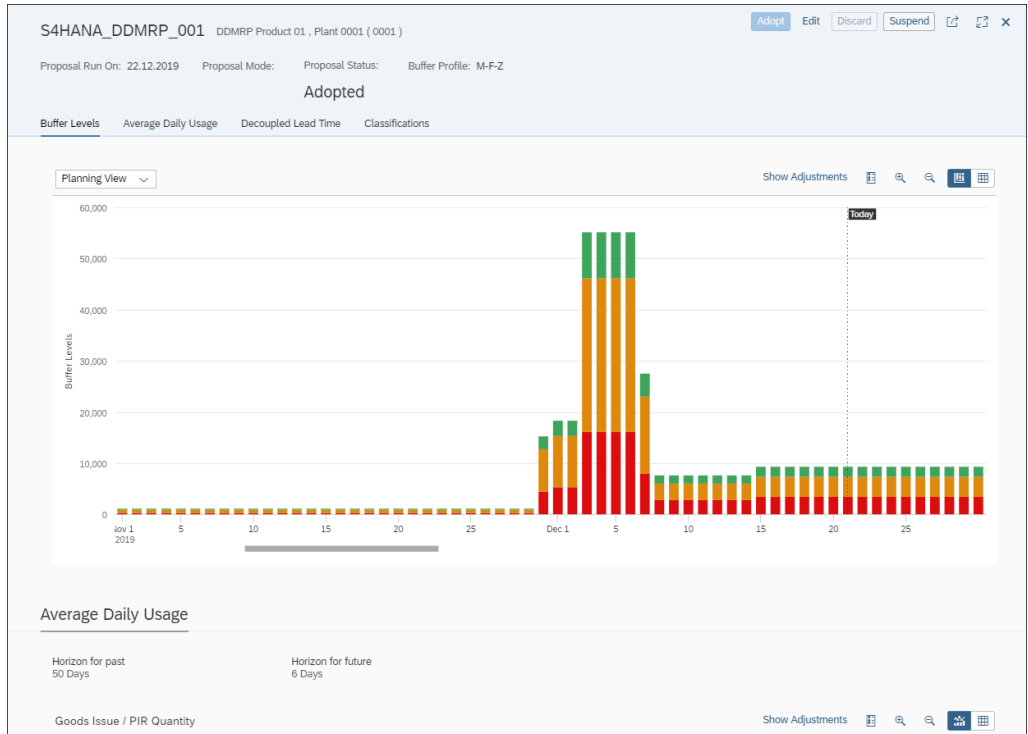 S4HANA_DDMRP_001 DDMRP Product 01 , Plant 0001 ( 0001 )
Adopt Edit Discard Suspend
Proposal Run On: 22.12.2019 Proposal Mode: Proposal Status: Buffer Profile: M-F-Z
Adopted
Buffer Levels Average Daily Usage Decoupled Lead Time Classifications
Planning View
Show Adjustments
60,000
50,000
40,000
30,000
20,000
10,000
0
Buffer Levels
Today
Nov 1 5 10 15 20 25 Dec 1 5 10 15 20 25
2019
Average Daily Usage
Horizon for past Horizon for future
50 Days 6 Days
Goods Issue / PIR Quantity Show Adjustments